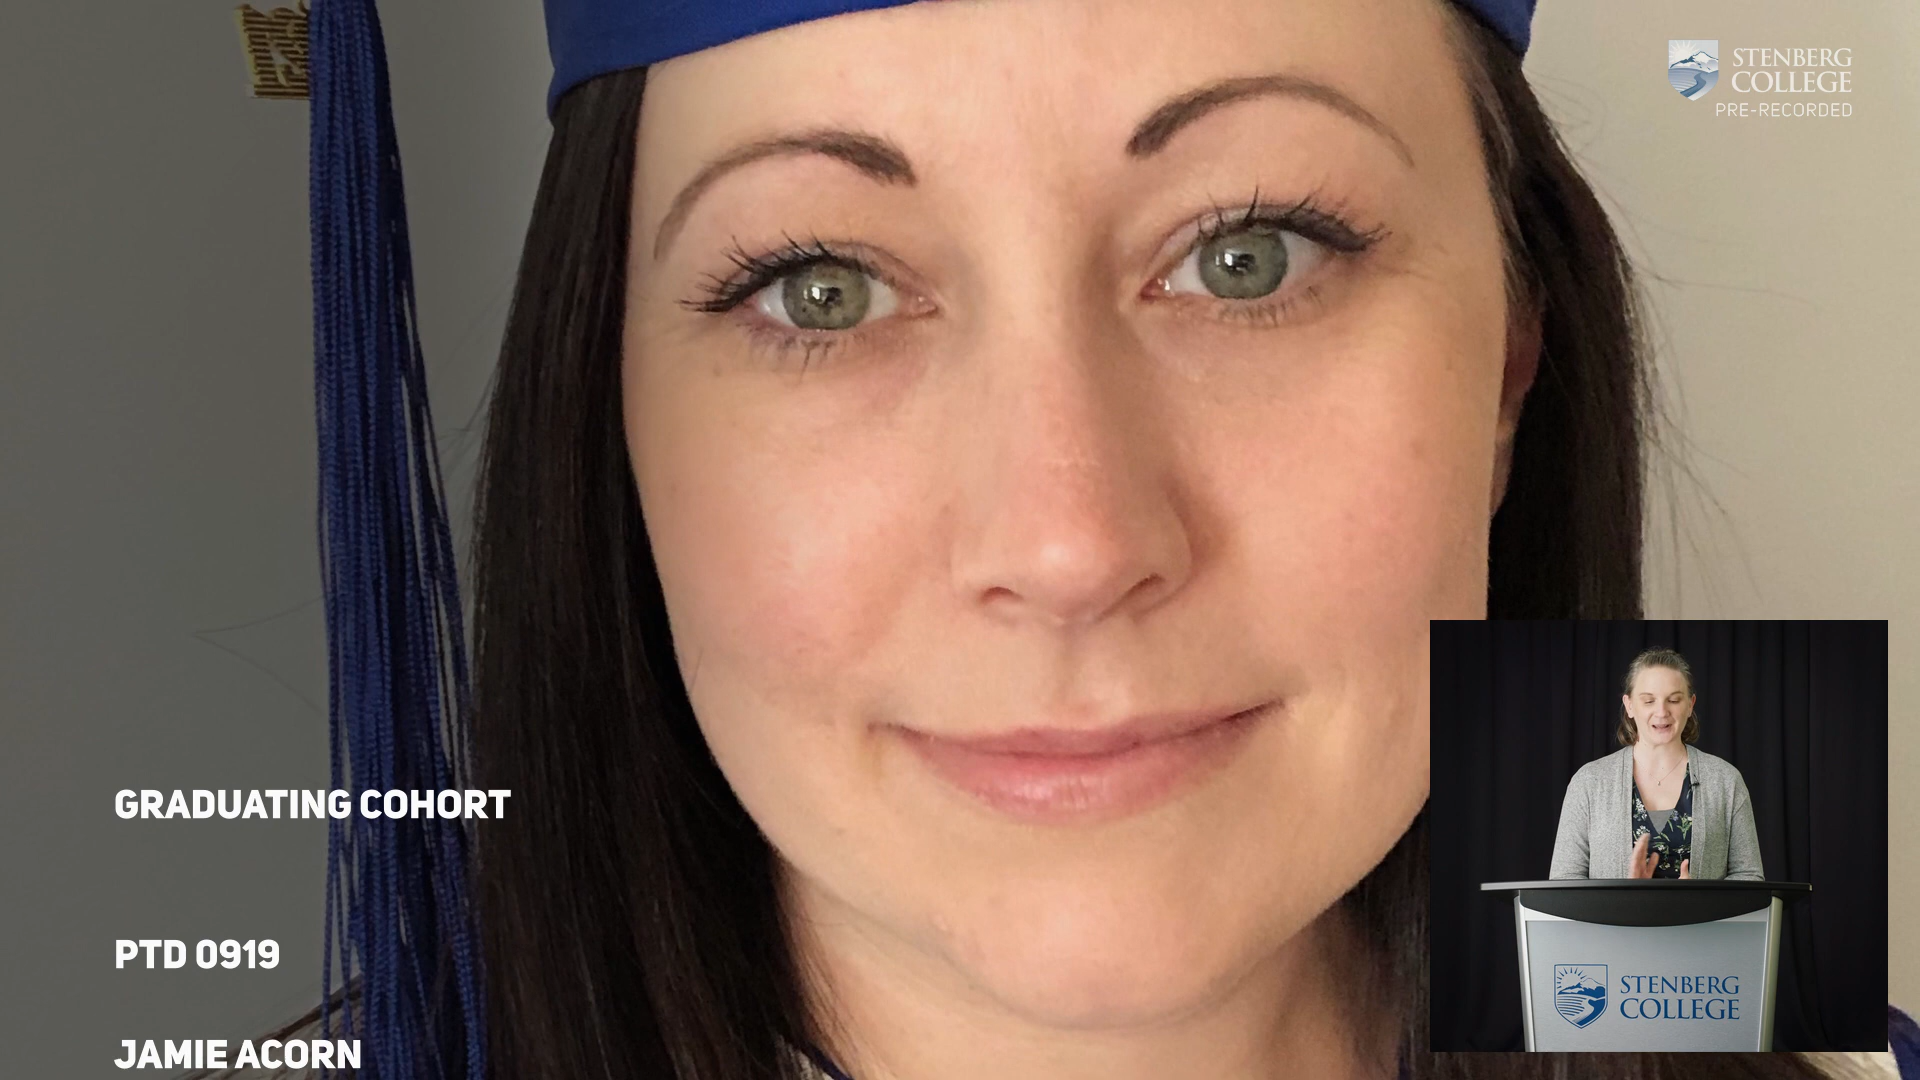 STENBERG
COLLEGE
PRE-RECORDED
GRADUATING COHORT
PTD 0919
JAMIE ACORN
STENBERG
COLLEGE